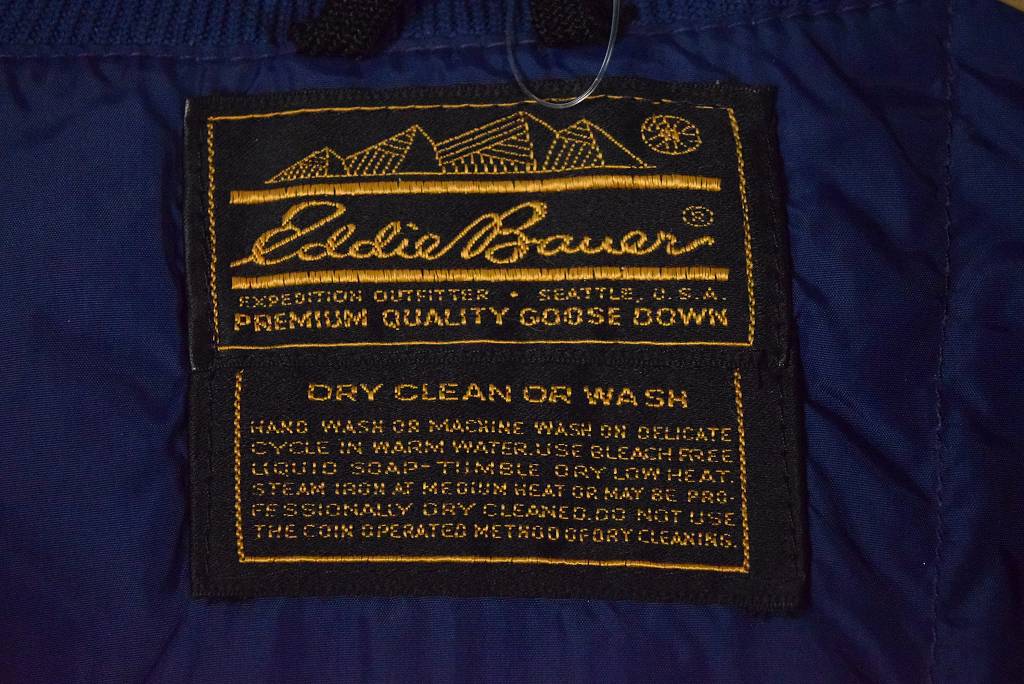 Eddie Bauer ®
EXPEDITION OUTFITTER • SEATTLE, U.S.A.
PREMIUM QUALITY GOOSE DOWN
DRY CLEAN OR WASH
HAND WASH OR MACHINE WASH ON DELICATE
CYCLE IN WARM WATER. USE BLEACH FREE
LIQUID SOAP-TUMBLE DRY LOW HEAT.
STEAM IRON AT MEDIUM HEAT OR MAY BE PRO-
FESSIONALLY DRY CLEANED. DO NOT USE
THE COIN OPERATED METHOD OF DRY CLEANING.